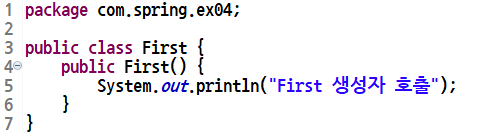 1 package com.spring.ex04;
2
3 public class First {
4 public First() {
5 System.out.println("First 생성자 호출");
6 }
7 }